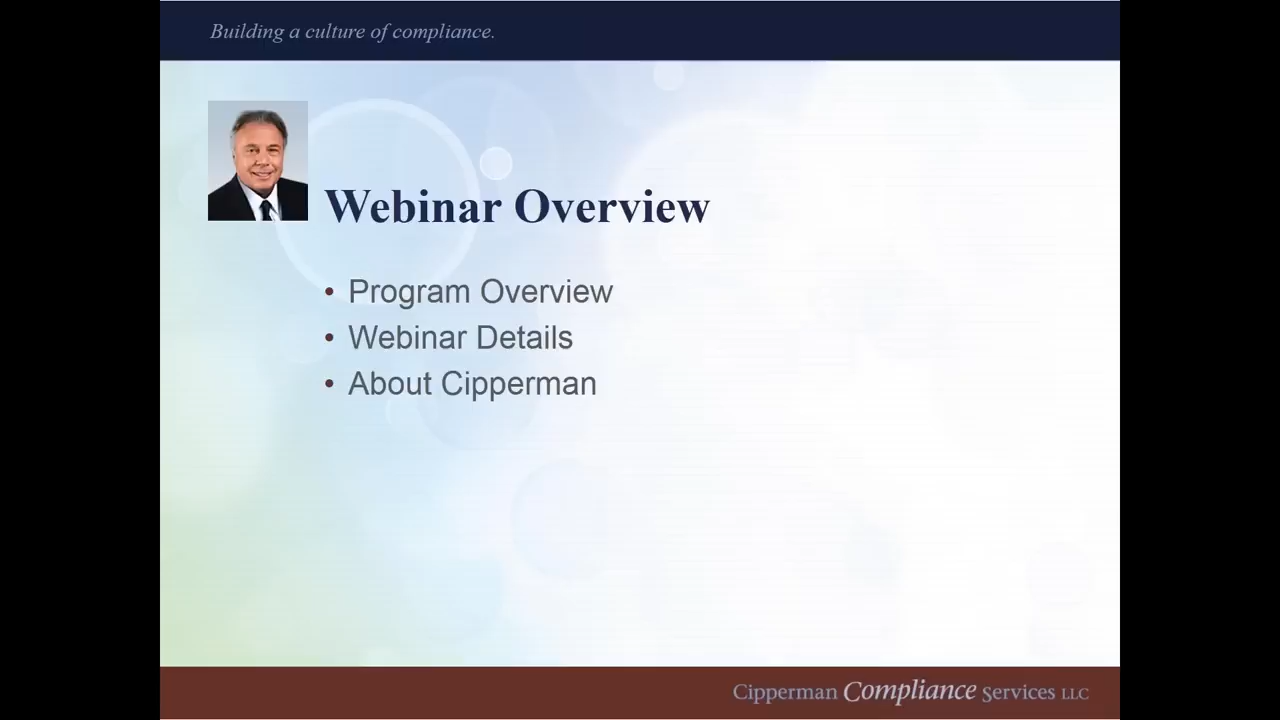 Building a culture of compliance.
Webinar Overview
• Program Overview
• Webinar Details
• About Cipperman
Cipperman Compliance Services LLC